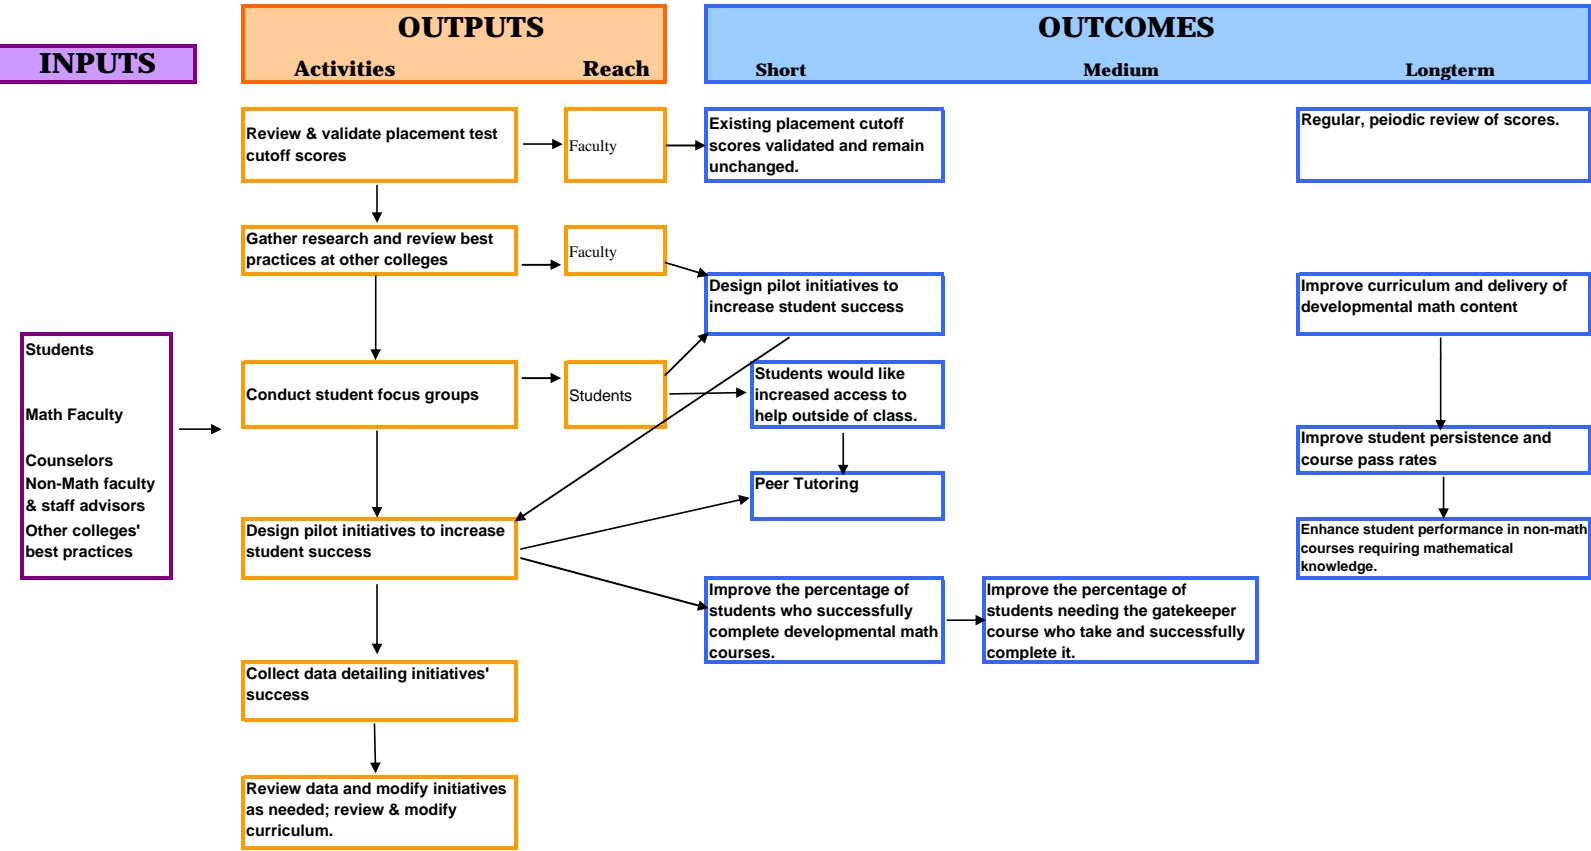 INPUTS
OUTPUTS
Activities
Reach
OUTCOMES
Short
Medium
Longterm
Students
Math Faculty
Counselors
Non-Math faculty
& staff advisors
Other colleges'
best practices
Review & validate placement test
cutoff scores
Faculty
Existing placement cutoff
scores validated and remain
unchanged.
Regular, peiodic review of scores.
Gather research and review best
practices at other colleges
Faculty
Design pilot initiatives to
increase student success
Improve curriculum and delivery of
developmental math content
Conduct student focus groups
Students
Students would like
increased access to
help outside of class.
Improve student persistence and
course pass rates
Peer Tutoring
Design pilot initiatives to increase
student success
Enhance student performance in non-math
courses requiring mathematical
knowledge.
Improve the percentage of
students who successfully
complete developmental math
courses.
Improve the percentage of
students needing the gatekeeper
course who take and successfully
complete it.
Collect data detailing initiatives'
success
Review data and modify initiatives
as needed; review & modify
curriculum.